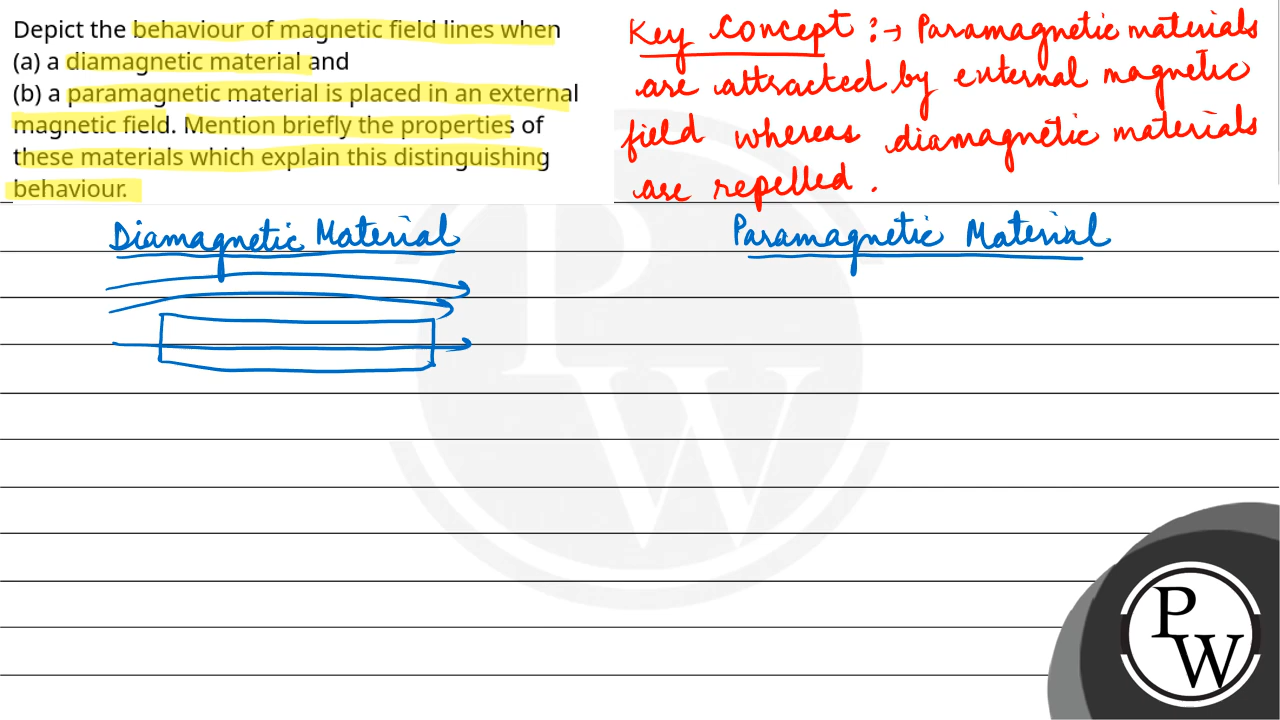 Depict the behaviour of magnetic field lines when
(a) a diamagnetic material and
(b) a paramagnetic material is placed in an external
magnetic field. Mention briefly the properties of
these materials which explain this distinguishing
behaviour.
Key Concept :→ Paramagnetic materials
are attracted by external magnetic
field whereas diamagnetic materials
are repelled.
Diamagnetic Material
Paramagnetic Material
PW
PW